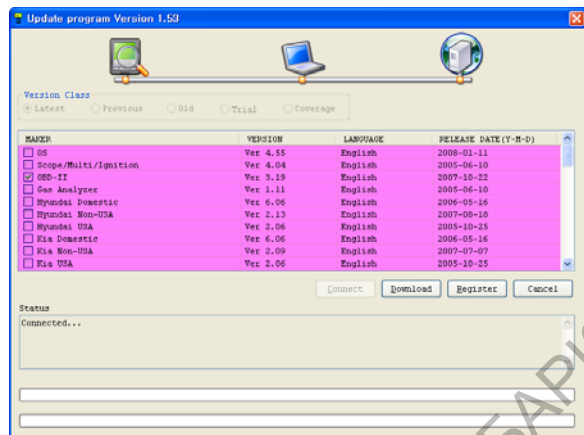 Update program Version 1.53
Version Class
Latest Previous Old Trial Coverage
MAKER VERSION LANGUAGE RELEASE DATE(Y-M-D)
OS Ver 4.55 English 2008-01-11
Scope/Multi/Ignition Ver 4.04 English 2005-06-10
OBD-II Ver 3.19 English 2007-10-22
Gas Analyzer Ver 1.11 English 2005-06-10
Hyundai Domestic Ver 6.06 English 2006-05-16
Hyundai Non-USA Ver 2.13 English 2007-08-18
Hyundai USA Ver 2.06 English 2005-10-25
Kia Domestic Ver 6.06 English 2006-05-16
Kia Non-USA Ver 2.09 English 2007-07-07
Kia USA Ver 2.06 English 2005-10-25
Connect Download Register Cancel
Status
Connected...